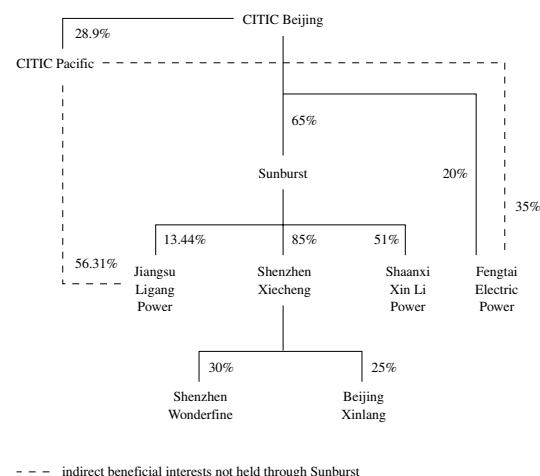 CITIC Beijing
28.9%
CITIC Pacific
65%
Sunburst
20%
35%
13.44%
85%
51%
56.31%
Jiangsu
Ligang
Power
Shenzhen
Xiecheng
Shaanxi
Xin Li
Power
Fengtai
Electric
Power
30%
25%
Shenzhen
Wonderfine
Beijing
Xinlang
indirect beneficial interests not held through Sunburst